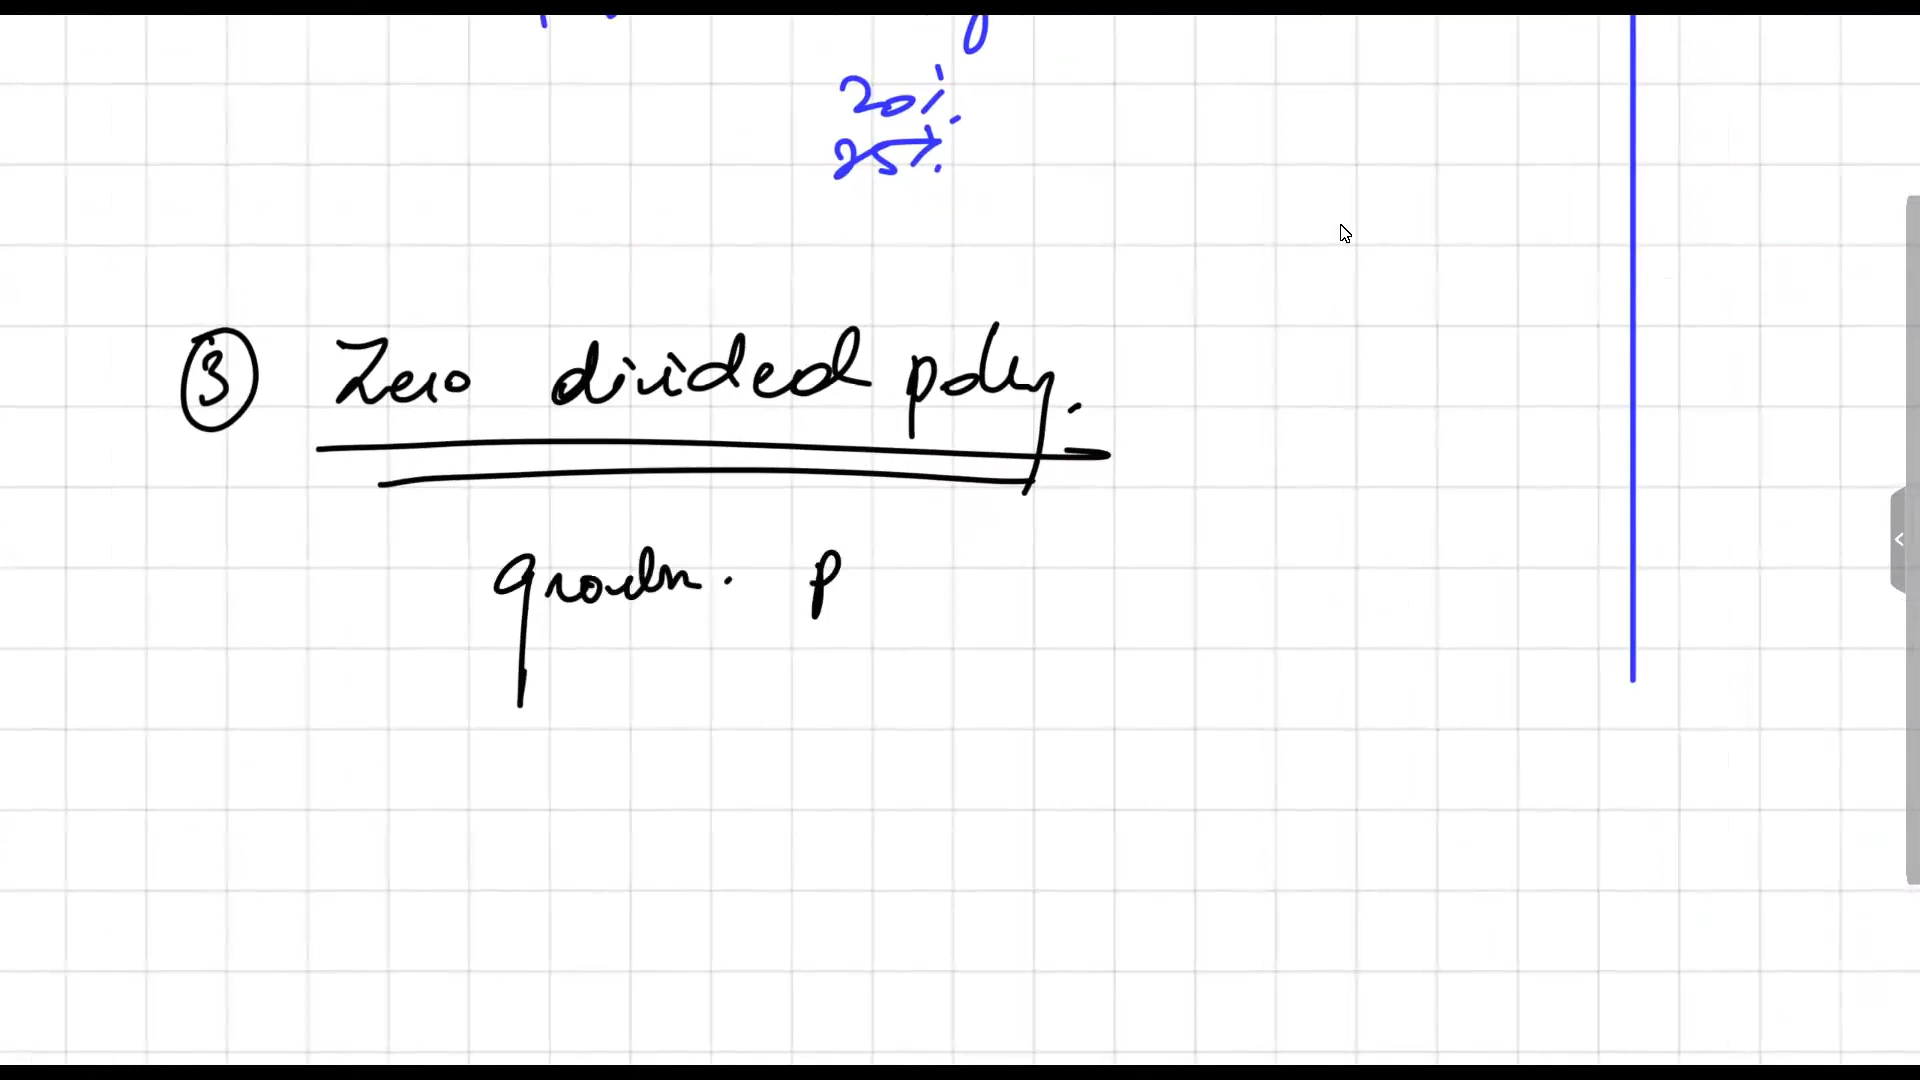 20%
25%
③ Zero divided poly.
growth. p